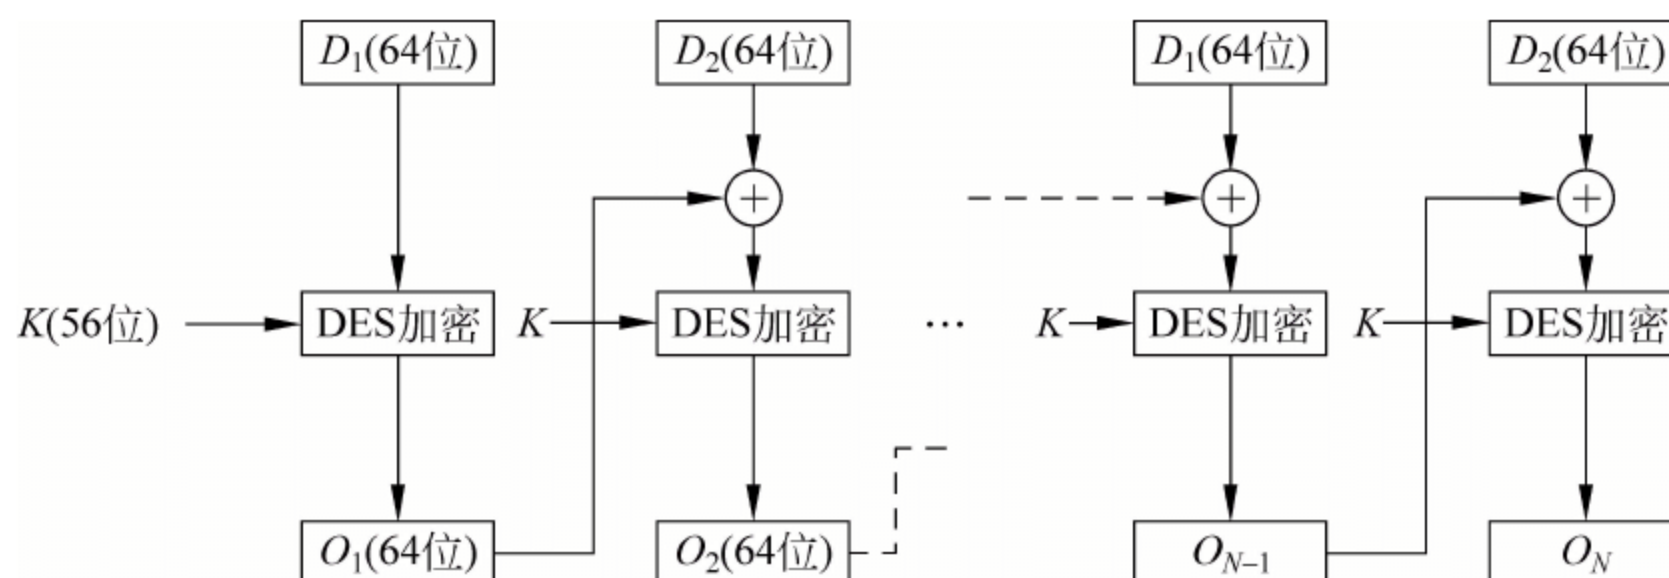 D₁(64位) D₂(64位) D₁(64位) D₂(64位)
+ + +
K(56位) DES加密 K DES加密 … K DES加密 K DES加密
O₁(64位) O₂(64位) Oₙ₋₁ Oₙ